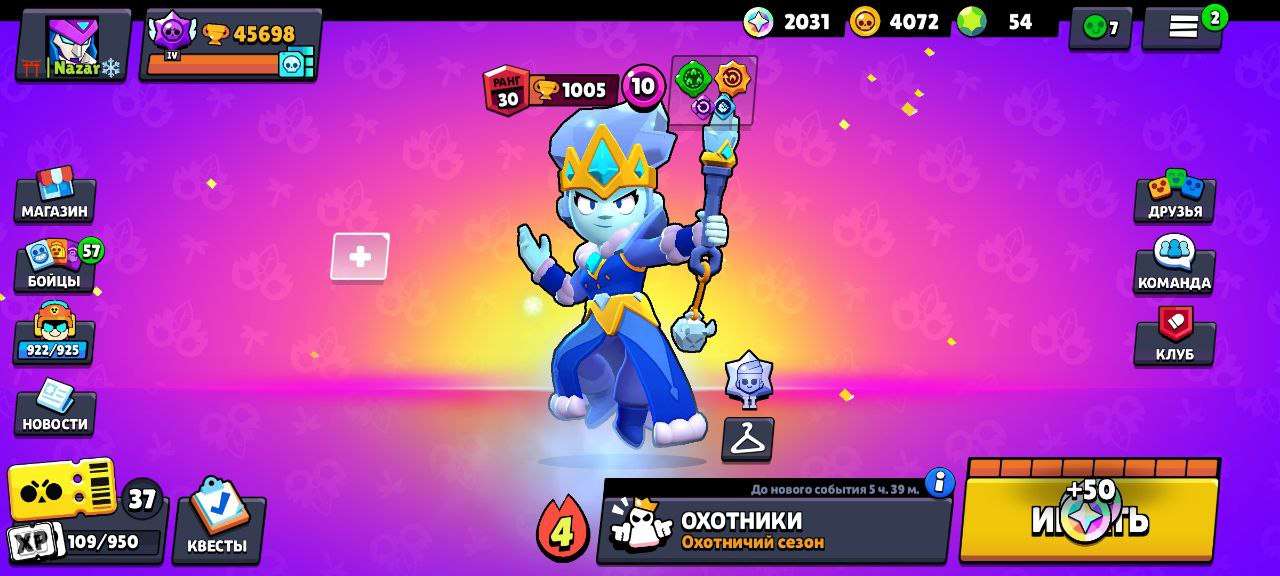 Nazar
IV
45698
2031
4072
54
7
2
РАНГ
30
1005
10
МАГАЗИН
57
БОЙЦЫ
922/925
НОВОСТИ
ДРУЗЬЯ
КОМАНДА
КЛУБ
37
XP
109/950
КВЕСТЫ
4
До нового события 5 ч. 39 м.
i
ОХОТНИКИ
Охотничий сезон
+50